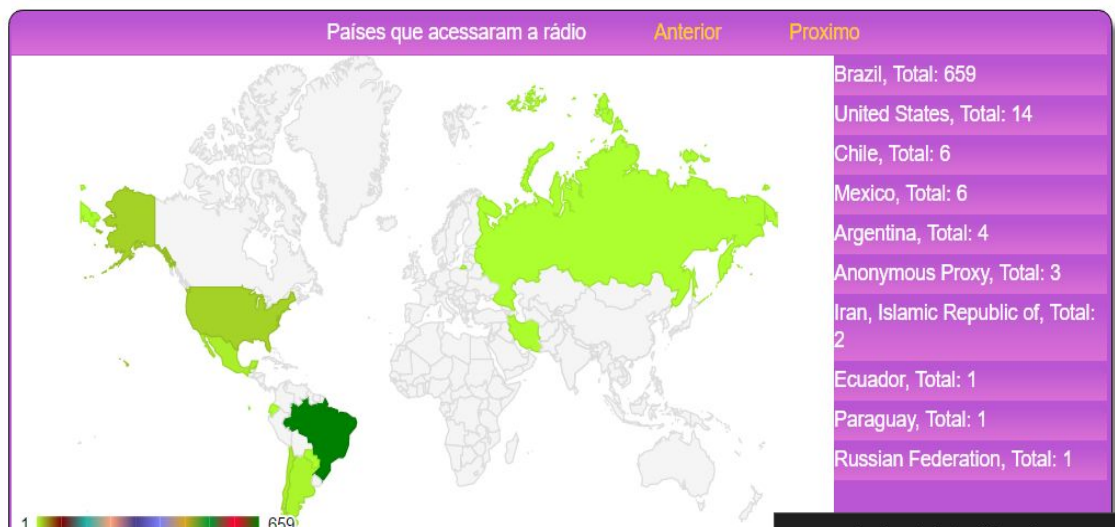 Países que acessaram a rádio Anterior Proximo
Brazil, Total: 659
United States, Total: 14
Chile, Total: 6
Mexico, Total: 6
Argentina, Total: 4
Anonymous Proxy, Total: 3
Iran, Islamic Republic of, Total:
2
Ecuador, Total: 1
Paraguay, Total: 1
Russian Federation, Total: 1
1 659